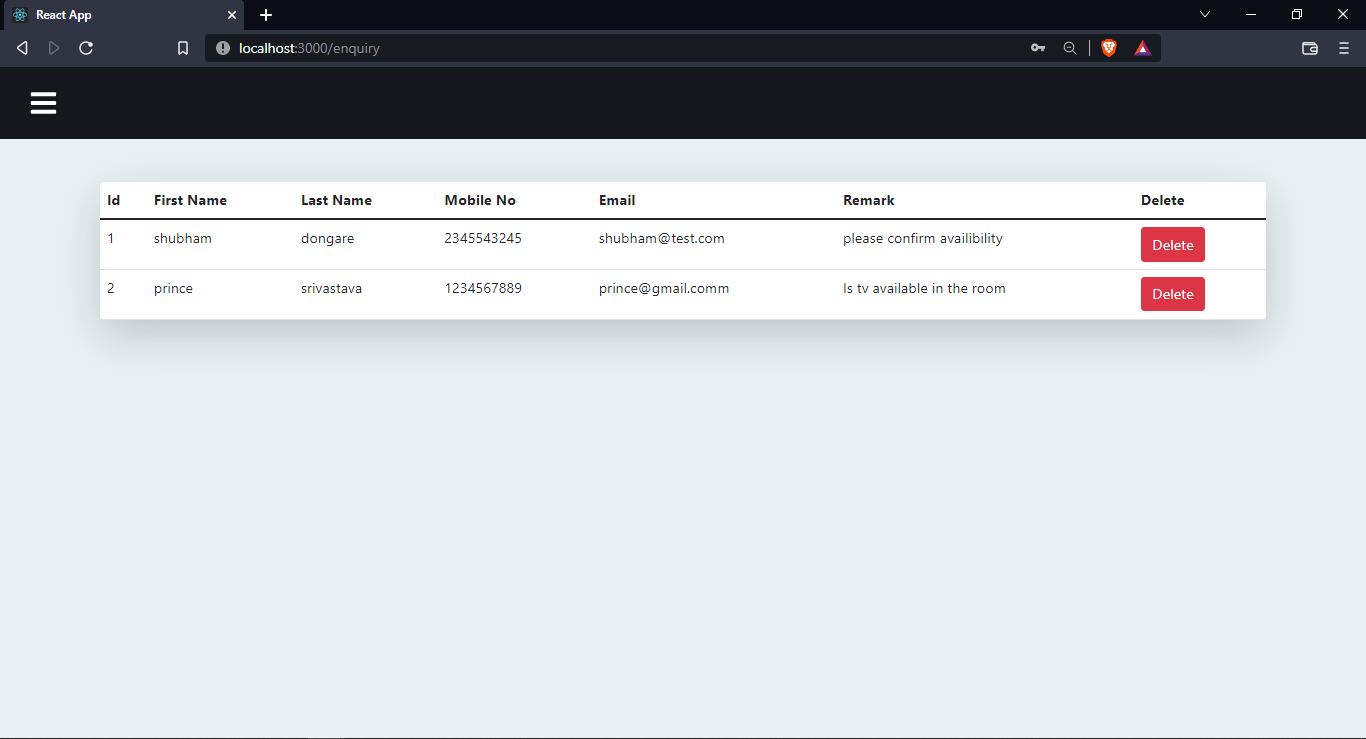 React App
localhost:3000/enquiry
Id First Name Last Name Mobile No Email Remark Delete
1 shubham dongare 2345543245 shubham@test.com please confirm availibility Delete
2 prince srivastava 1234567889 prince@gmail.comm Is tv available in the room Delete